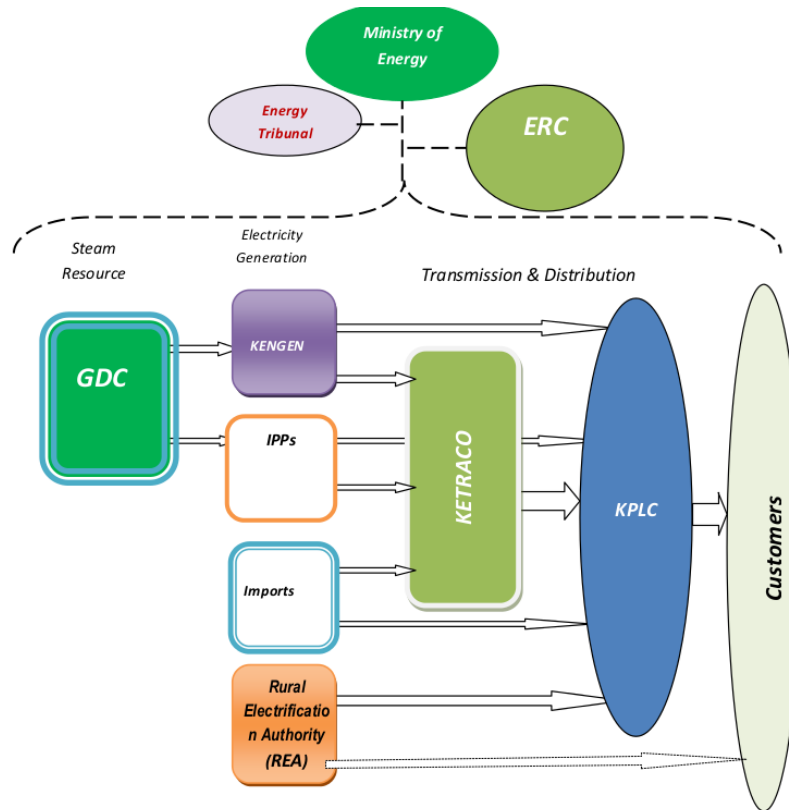 Ministry of
Energy
Energy
Tribunal
ERC
Steam
Resource
Electricity
Generation
Transmission & Distribution
GDC
KENGEN
IPPs
Imports
Rural
Electrificatio
n Authority
(REA)
KETRACO
KPLC
Customers